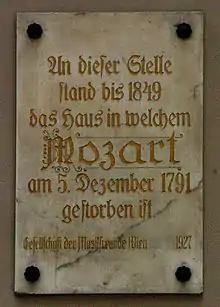 An dieser Stelle
stand bis 1849
das Haus in welchem
Mozart
am 5. Dezember 1791
gestorben ist
Gesellschaft der Musikfreunde Wien 1927